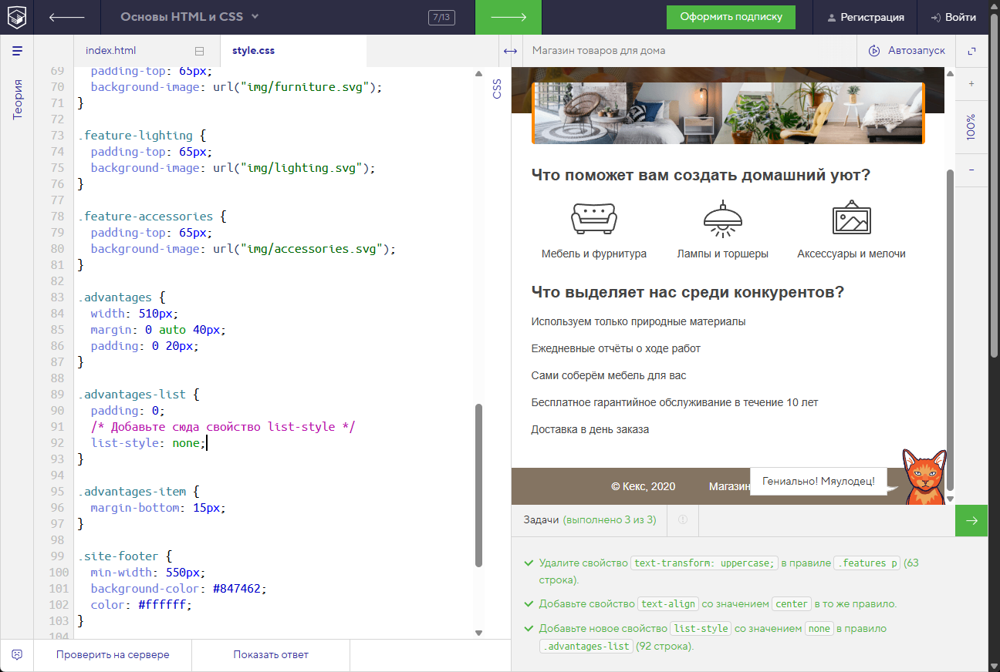 Основы HTML и CSS
7/13
Оформить подписку
Регистрация
Войти
Теория
index.html
style.css
CSS
69 padding-top: 65px;
70 background-image: url("img/furniture.svg");
71 }
72
73 .feature-lighting {
74 padding-top: 65px;
75 background-image: url("img/lighting.svg");
76 }
77
78 .feature-accessories {
79 padding-top: 65px;
80 background-image: url("img/accessories.svg");
81 }
82
83 .advantages {
84 width: 510px;
85 margin: 0 auto 40px;
86 padding: 0 20px;
87 }
88
89 .advantages-list {
90 padding: 0;
91 /* Добавьте сюда свойство list-style */
92 list-style: none;
93 }
94
95 .advantages-item {
96 margin-bottom: 15px;
97 }
98
99 .site-footer {
100 min-width: 550px;
101 background-color: #847462;
102 color: #ffffff;
103 }
104
Проверить на сервере
Показать ответ
Магазин товаров для дома
Автозапуск
+
100%
−
Что поможет вам создать домашний уют?
Мебель и фурнитура
Лампы и торшеры
Аксессуары и мелочи
Что выделяет нас среди конкурентов?
Используем только природные материалы
Ежедневные отчёты о ходе работ
Сами соберём мебель для вас
Бесплатное гарантийное обслуживание в течение 10 лет
Доставка в день заказа
© Кекс, 2020
Магазин
Гениально! Мяулодец!
Задачи (выполнено 3 из 3)
Удалите свойство text-transform: uppercase; в правиле .features p (63
строка).
Добавьте свойство text-align со значением center в то же правило.
Добавьте новое свойство list-style со значением none в правило
.advantages-list (92 строка).